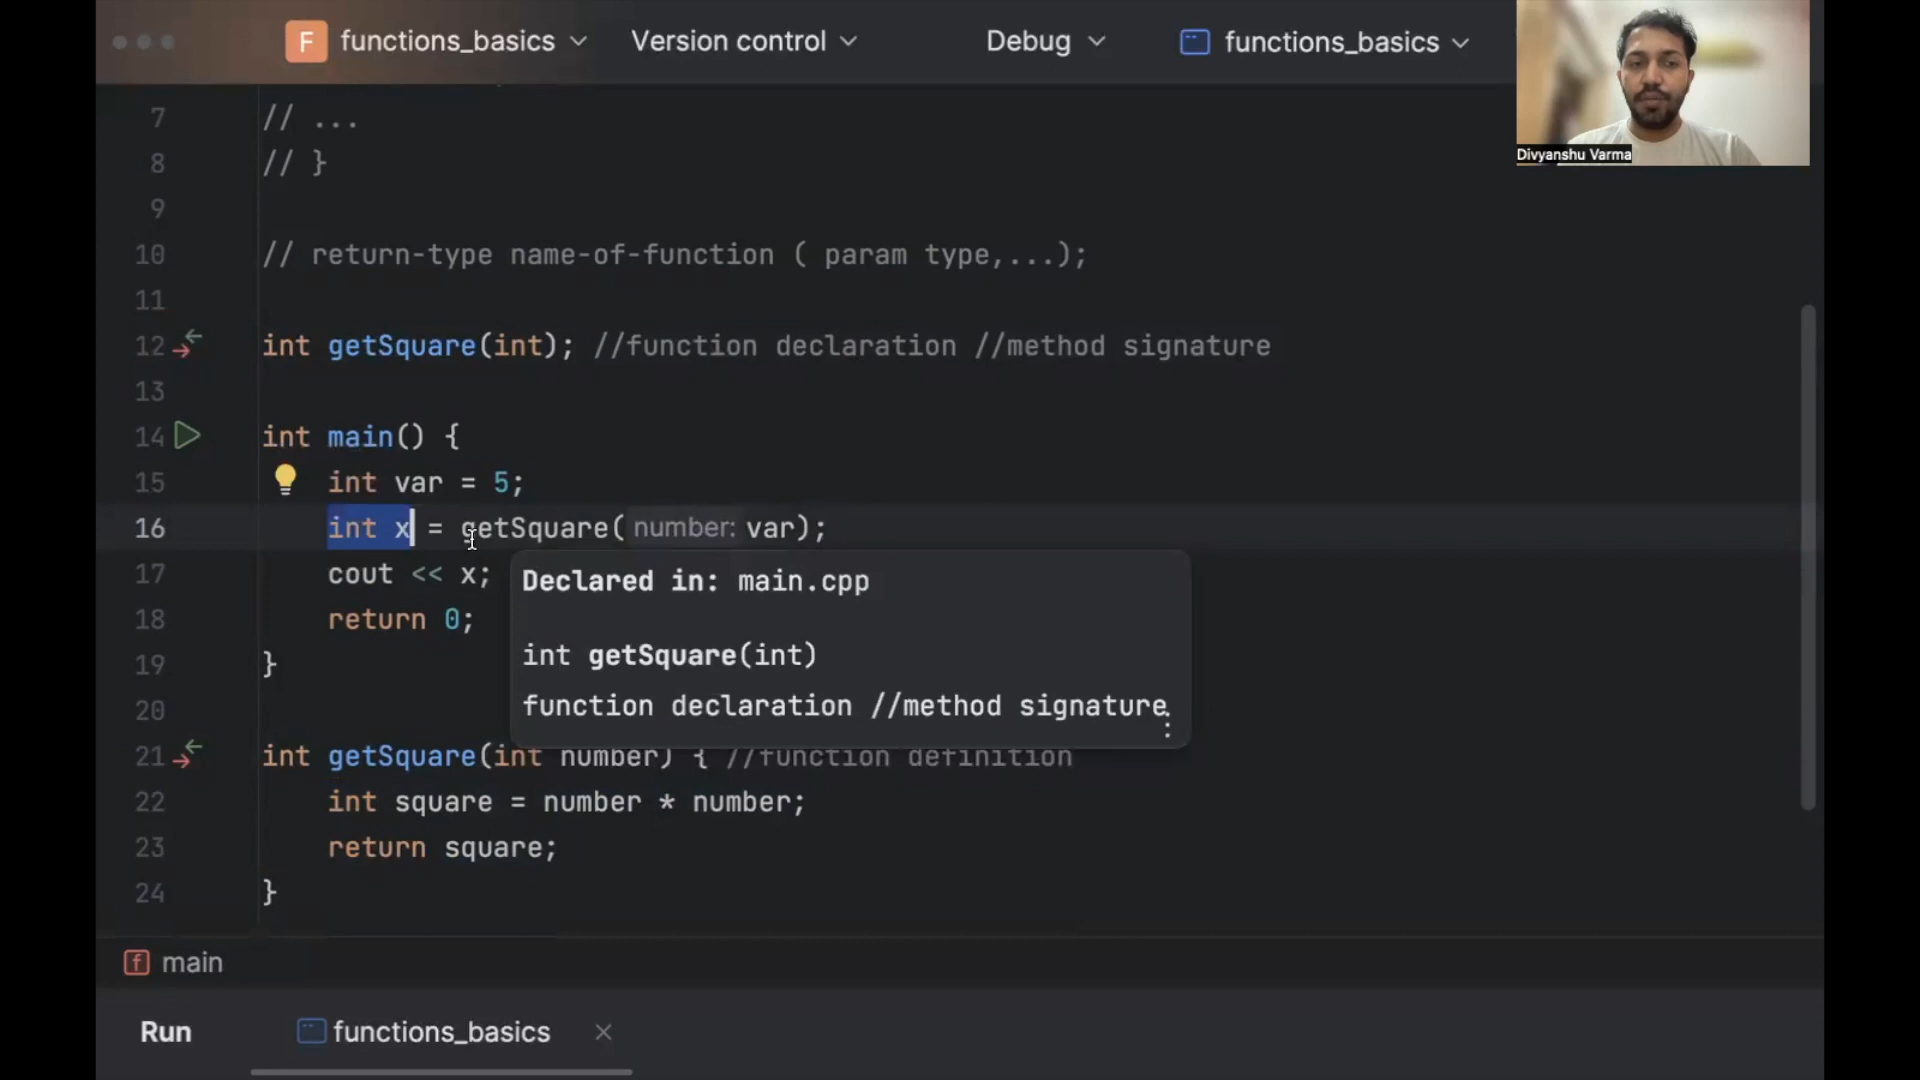 F functions_basics Version control Debug functions_basics
Divyanshu Varma
7 // ...
8 // }
9
10 // return-type name-of-function ( param type,...);
11
12 int getSquare(int); //function declaration //method signature
13
14 int main() {
15 int var = 5;
16 int x = getSquare( number: var);
17 cout << x;
18 return 0;
19 }
20
Declared in: main.cpp
int getSquare(int)
function declaration //method signature
21 int getSquare(int number) { //function definition
22 int square = number * number;
23 return square;
24 }
f main
Run functions_basics